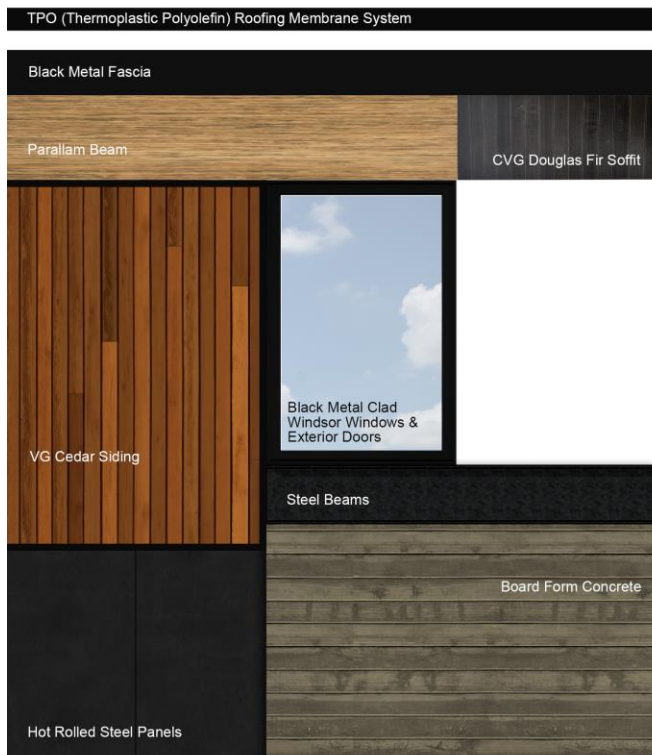 TPO (Thermoplastic Polyolefin) Roofing Membrane System
Black Metal Fascia
Parallam Beam
CVG Douglas Fir Soffit
Black Metal Clad
Windsor Windows &
Exterior Doors
VG Cedar Siding
Steel Beams
Board Form Concrete
Hot Rolled Steel Panels